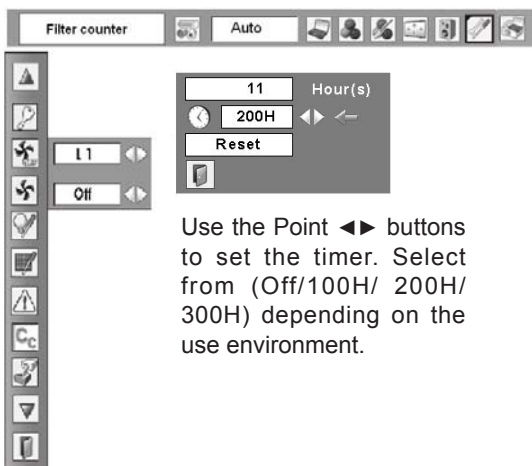 Filter counter
Auto
11 Hour(s)
200H
Reset
L1
Off
Cc
Use the Point ◄► buttons
to set the timer. Select
from (Off/100H/ 200H/
300H) depending on the
use environment.